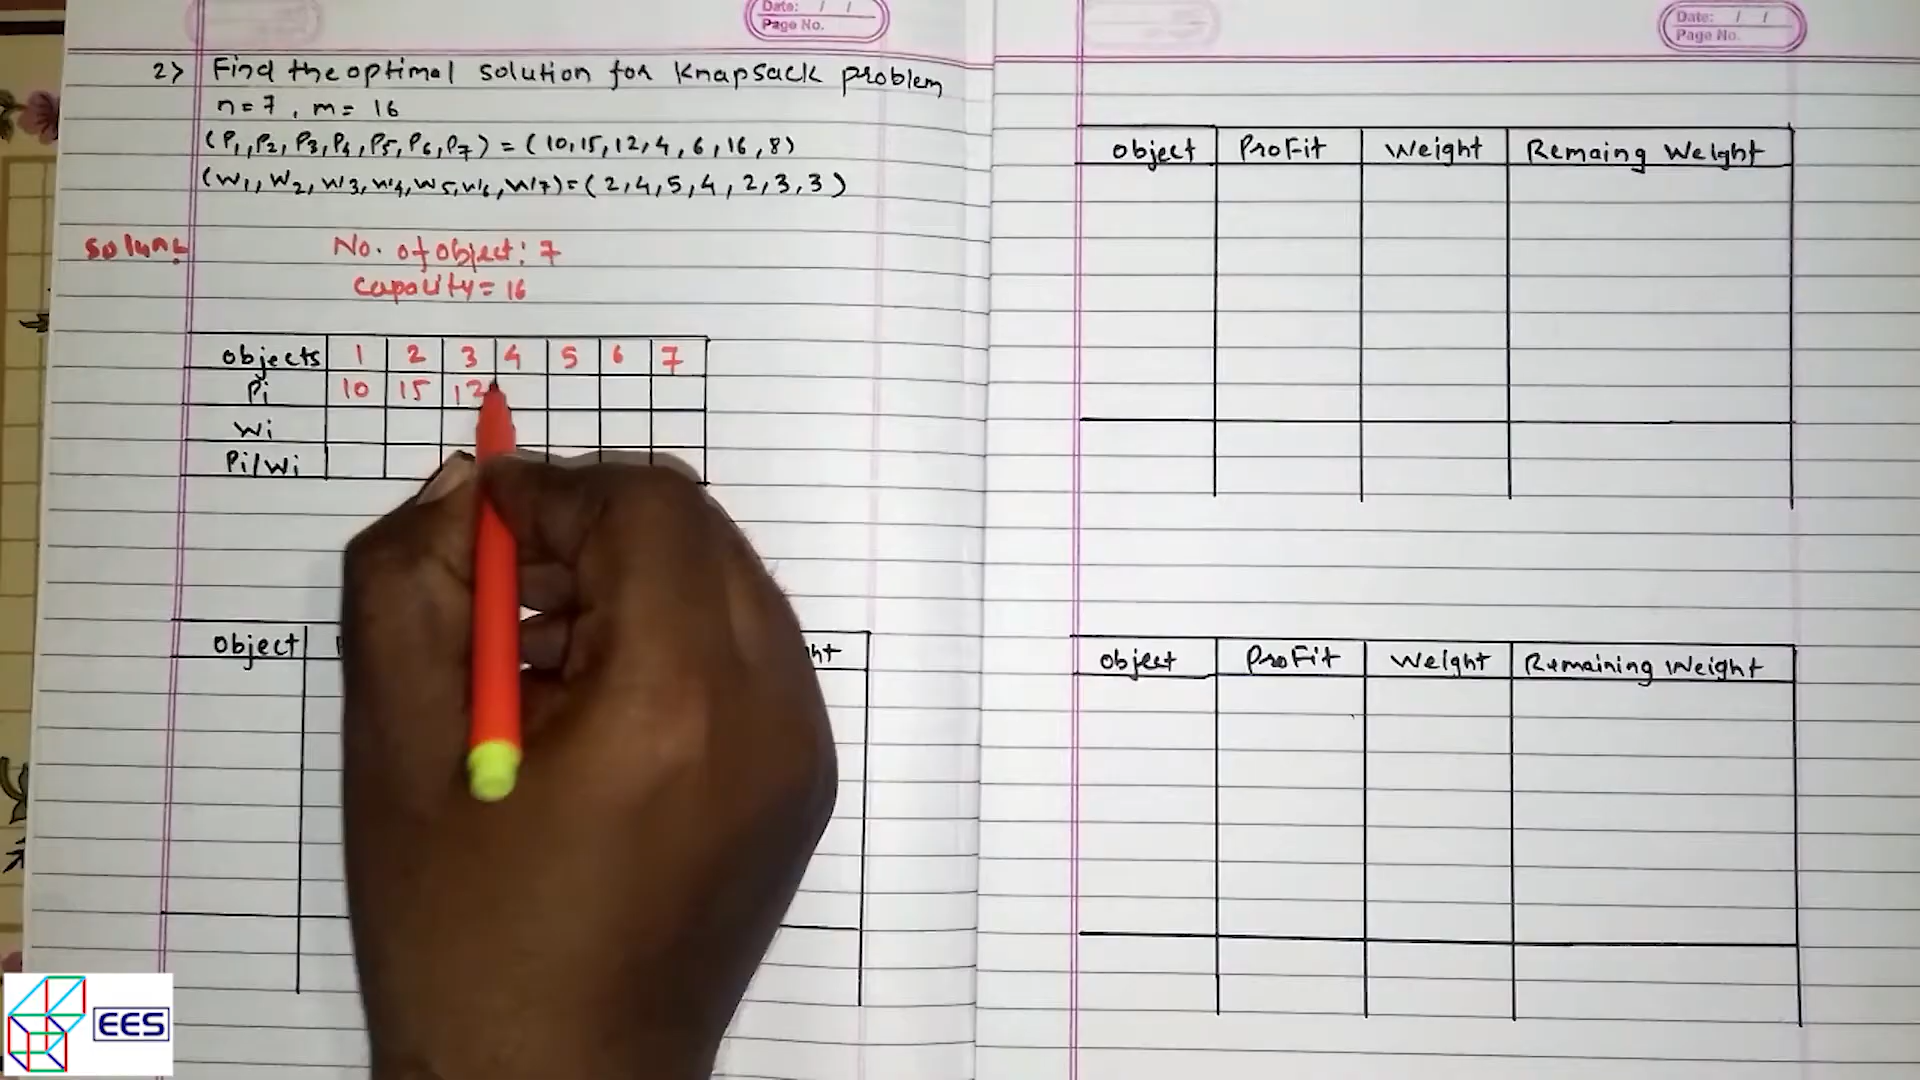 Date: / /
Page No.
2) Find the optimal solution for Knapsack problem
n=7, m= 16
(P1, P2, P3, P4, P5, P6, P7) = (10,15,12,4,6,16,8)
(W1, W2, W3, W4, W5, W6, W7) = (2,4,5,4,2,3,3)
Soln:
No. of object: 7
Capacity = 16
objects 1 2 3 4 5 6 7
Pi 10 15 12
Wi
Pi/Wi
object
EES
Date: / /
Page No.
object Profit Weight Remaing Weight
object Profit Weight Remaining Weight